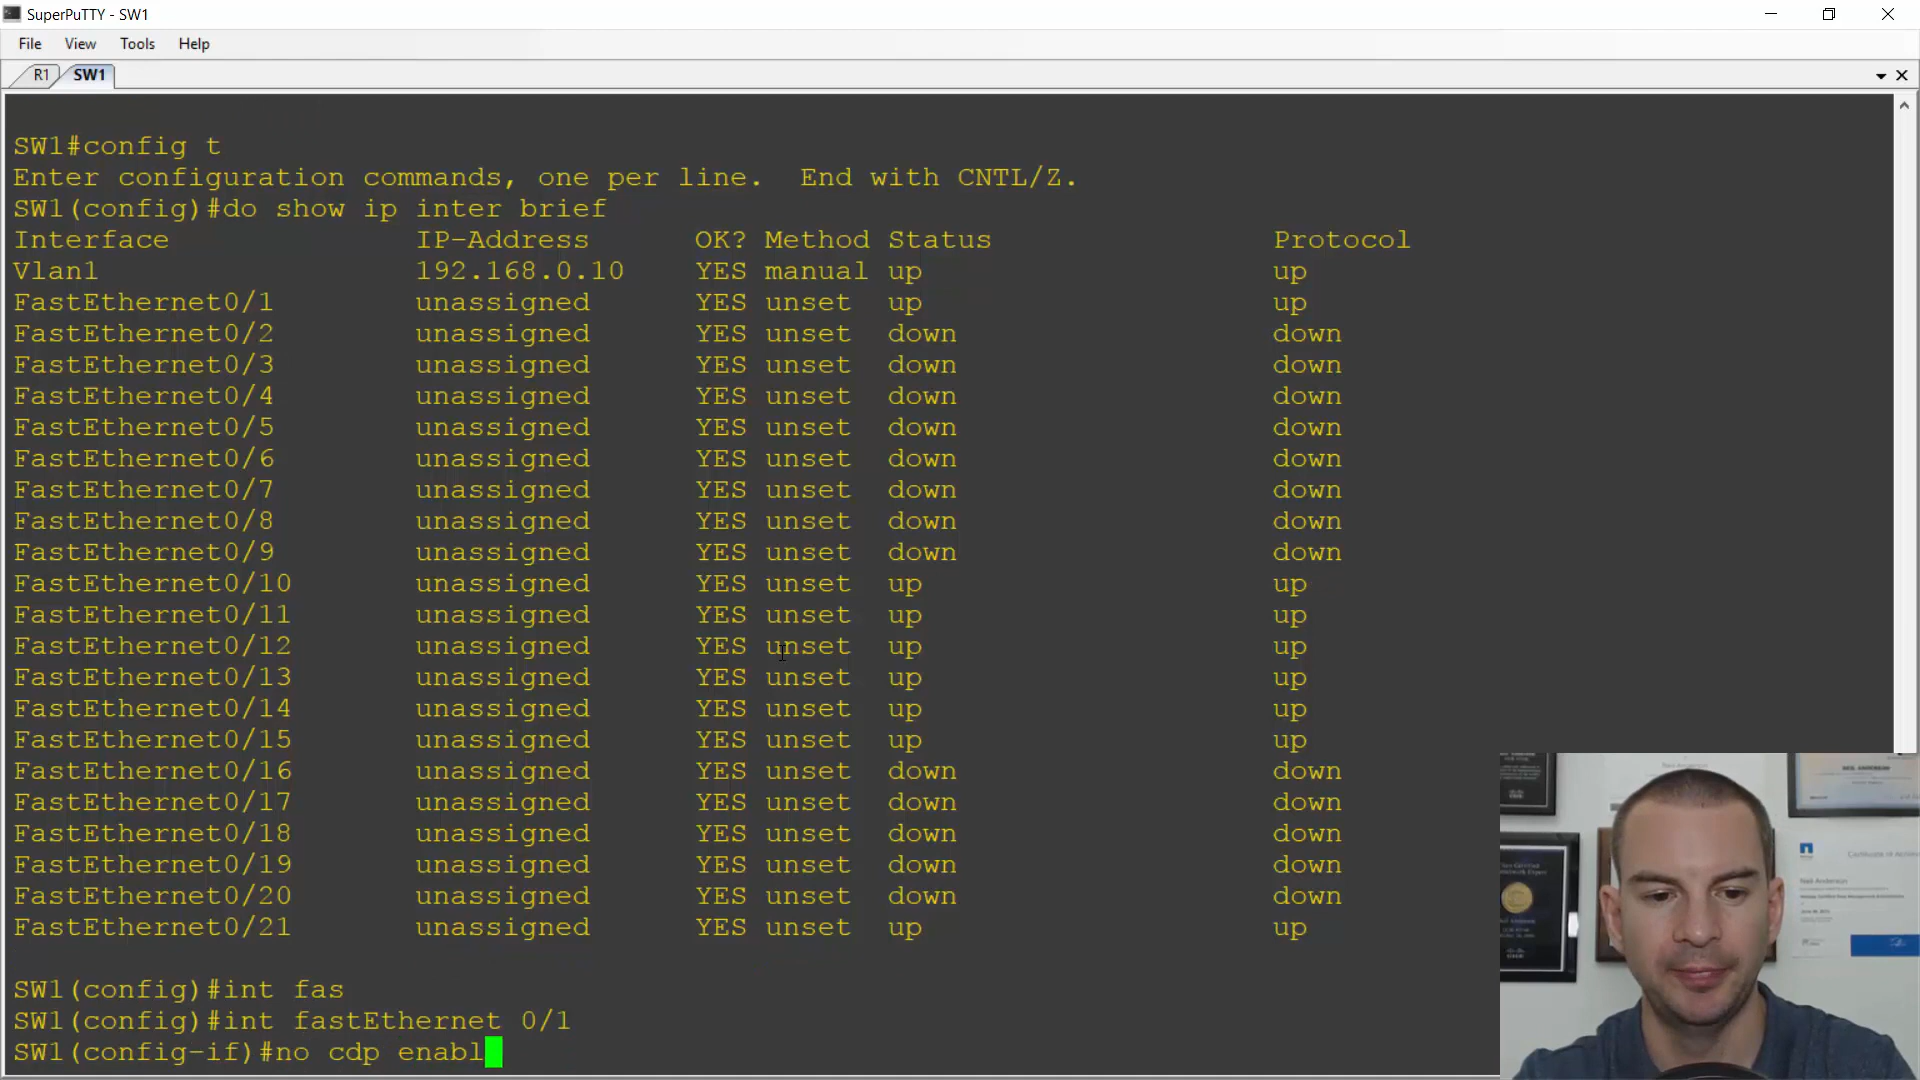 SuperPuTTY - SW1
File View Tools Help
R1 SW1
SW1#config t
Enter configuration commands, one per line. End with CNTL/Z.
SW1(config)#do show ip inter brief
Interface IP-Address OK? Method Status Protocol
Vlan1 192.168.0.10 YES manual up up
FastEthernet0/1 unassigned YES unset up up
FastEthernet0/2 unassigned YES unset down down
FastEthernet0/3 unassigned YES unset down down
FastEthernet0/4 unassigned YES unset down down
FastEthernet0/5 unassigned YES unset down down
FastEthernet0/6 unassigned YES unset down down
FastEthernet0/7 unassigned YES unset down down
FastEthernet0/8 unassigned YES unset down down
FastEthernet0/9 unassigned YES unset down down
FastEthernet0/10 unassigned YES unset up up
FastEthernet0/11 unassigned YES unset up up
FastEthernet0/12 unassigned YES unset up up
FastEthernet0/13 unassigned YES unset up up
FastEthernet0/14 unassigned YES unset up up
FastEthernet0/15 unassigned YES unset up up
FastEthernet0/16 unassigned YES unset down down
FastEthernet0/17 unassigned YES unset down down
FastEthernet0/18 unassigned YES unset down down
FastEthernet0/19 unassigned YES unset down down
FastEthernet0/20 unassigned YES unset down down
FastEthernet0/21 unassigned YES unset up up
SW1(config)#int fas
SW1(config)#int fastEthernet 0/1
SW1(config-if)#no cdp enabl